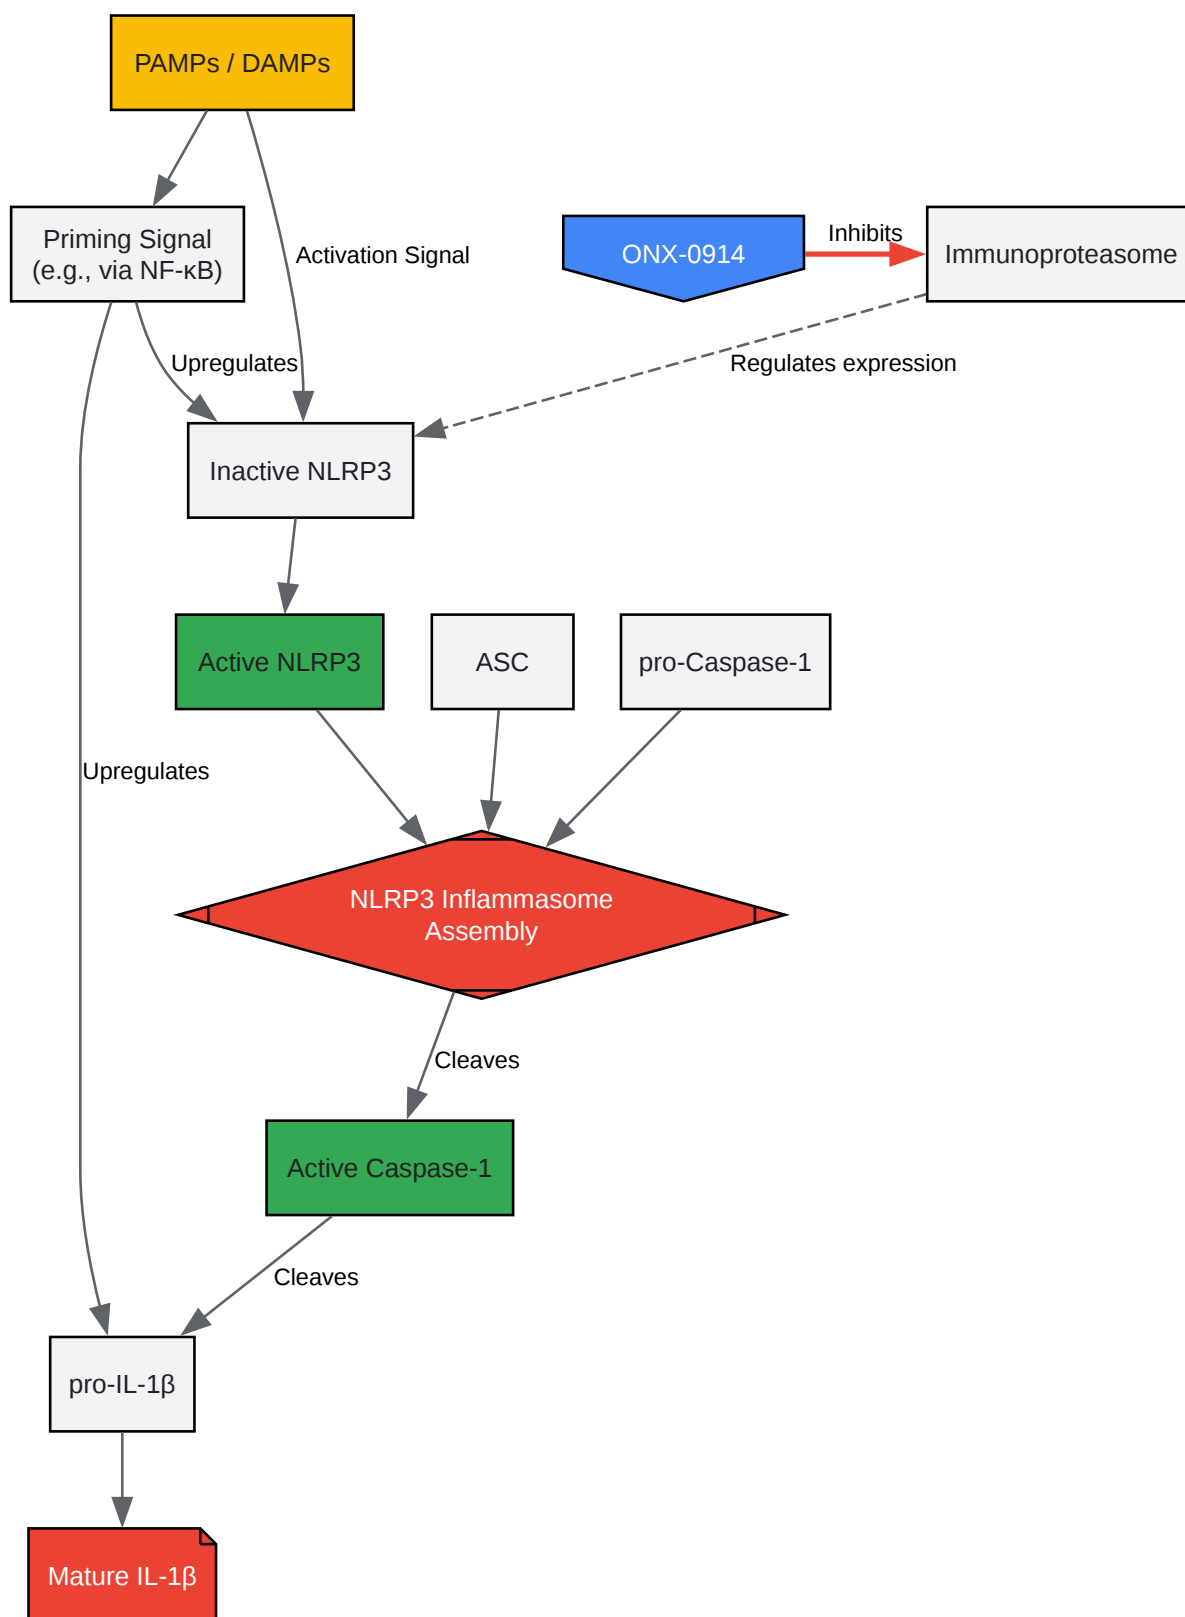 PAMPs / DAMPs
Priming Signal
(e.g., via NF-κB)
Activation Signal
ONX-0914
Inhibits
Immunoproteasome
Upregulates
Regulates expression
Inactive NLRP3
Active NLRP3
ASC
pro-Caspase-1
Upregulates
NLRP3 Inflammasome
Assembly
Cleaves
Active Caspase-1
Cleaves
pro-IL-1β
Mature IL-1β